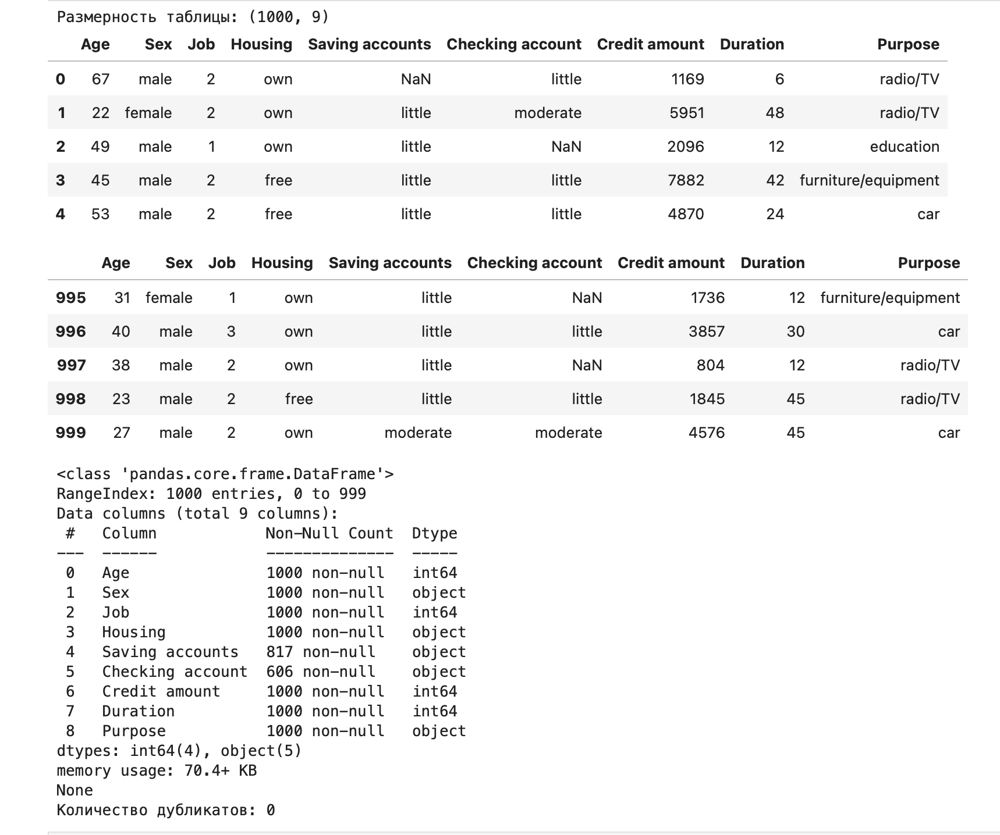 Размерность таблицы: (1000, 9)
Age Sex Job Housing Saving accounts Checking account Credit amount Duration Purpose
0 67 male 2 own NaN little 1169 6 radio/TV
1 22 female 2 own little moderate 5951 48 radio/TV
2 49 male 1 own little NaN 2096 12 education
3 45 male 2 free little little 7882 42 furniture/equipment
4 53 male 2 free little little 4870 24 car
Age Sex Job Housing Saving accounts Checking account Credit amount Duration Purpose
995 31 female 1 own little NaN 1736 12 furniture/equipment
996 40 male 3 own little little 3857 30 car
997 38 male 2 own little NaN 804 12 radio/TV
998 23 male 2 free little little 1845 45 radio/TV
999 27 male 2 own moderate moderate 4576 45 car
<class 'pandas.core.frame.DataFrame'>
RangeIndex: 1000 entries, 0 to 999
Data columns (total 9 columns):
 #   Column            Non-Null Count  Dtype
---  ------            --------------  -----
 0   Age               1000 non-null   int64
 1   Sex               1000 non-null   object
 2   Job               1000 non-null   int64
 3   Housing           1000 non-null   object
 4   Saving accounts   817 non-null    object
 5   Checking account  606 non-null    object
 6   Credit amount     1000 non-null   int64
 7   Duration          1000 non-null   int64
 8   Purpose           1000 non-null   object
dtypes: int64(4), object(5)
memory usage: 70.4+ KB
None
Количество дубликатов: 0